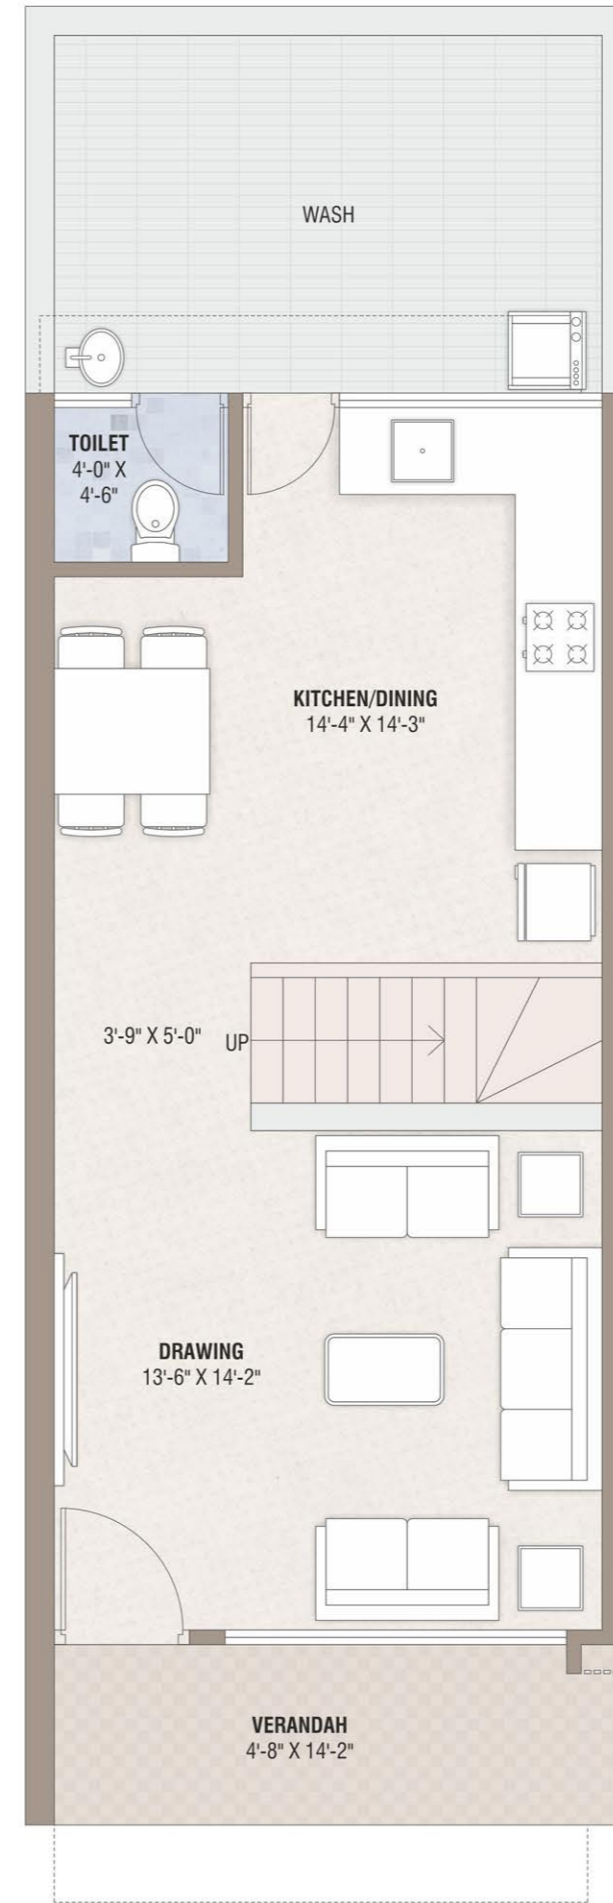 WASH
TOILET
4'-0" X
4'-6"
KITCHEN/DINING
14'-4" X 14'-3"
3'-9" X 5'-0"
UP
DRAWING
13'-6" X 14'-2"
VERANDAH
4'-8" X 14'-2"